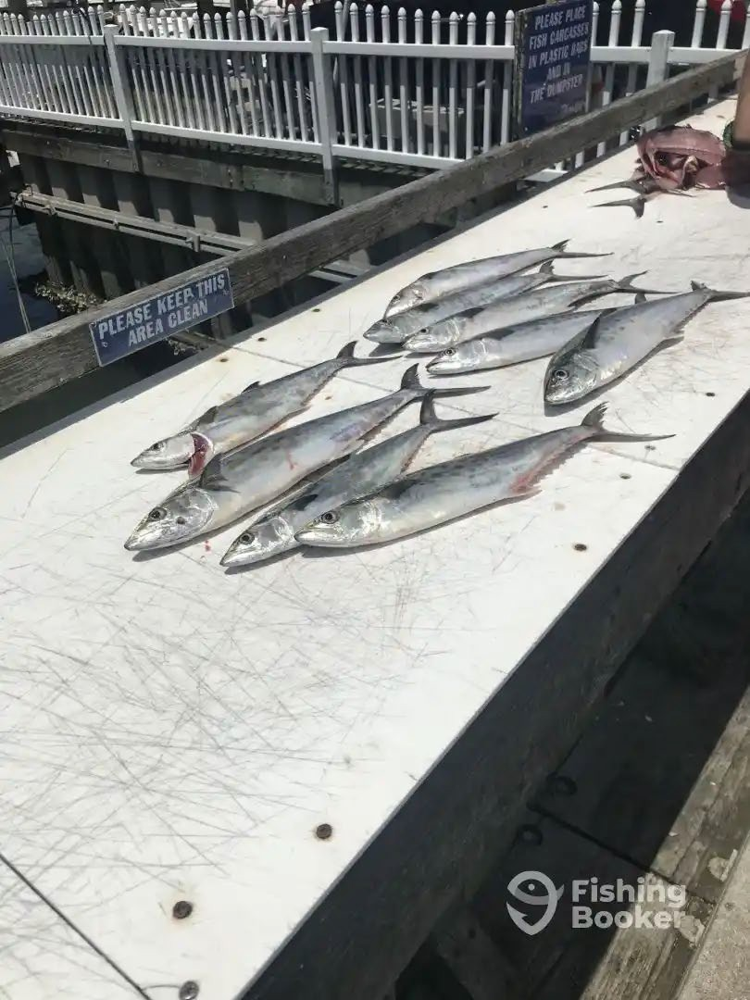 PLEASE PLACE
FISH CARCASSES
IN PLASTIC BAGS
AND IN
THE DUMPSTER
PLEASE KEEP THIS
AREA CLEAN
Fishing
Booker